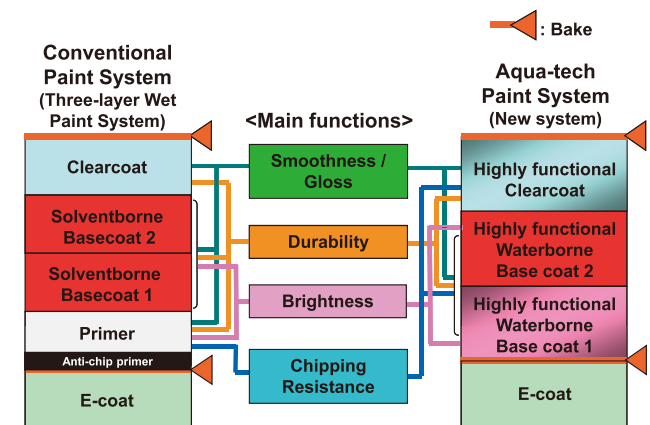 : Bake
Conventional
Paint System
(Three-layer Wet
Paint System)
Aqua-tech
Paint System
(New system)
<Main functions>
Clearcoat
Solventborne
Basecoat 2
Solventborne
Basecoat 1
Primer
Anti-chip primer
E-coat
Smoothness /
Gloss
Durability
Brightness
Chipping
Resistance
Highly functional
Clearcoat
Highly functional
Waterborne
Base coat 2
Highly functional
Waterborne
Base coat 1
E-coat